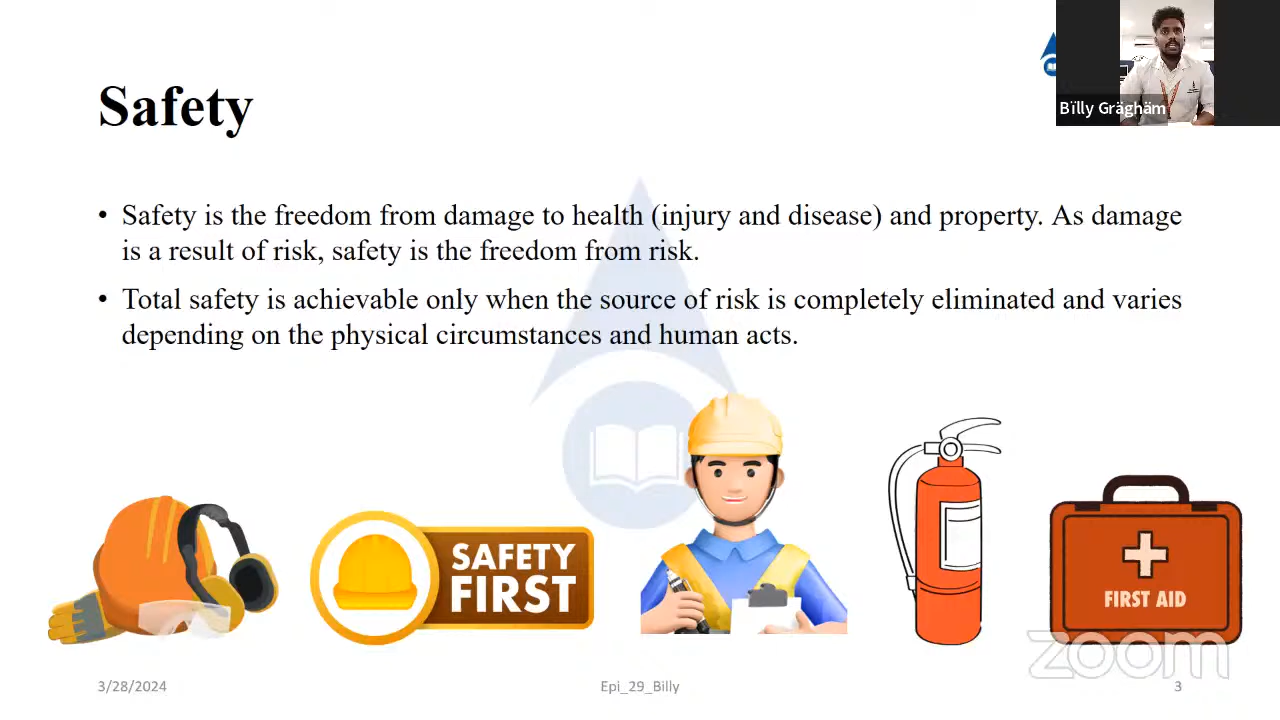 Safety
Bïlly Grägħäm
• Safety is the freedom from damage to health (injury and disease) and property. As damage
is a result of risk, safety is the freedom from risk.
• Total safety is achievable only when the source of risk is completely eliminated and varies
depending on the physical circumstances and human acts.
SAFETY
FIRST
FIRST AID
zoom
3/28/2024
Epi_29_Billy
3